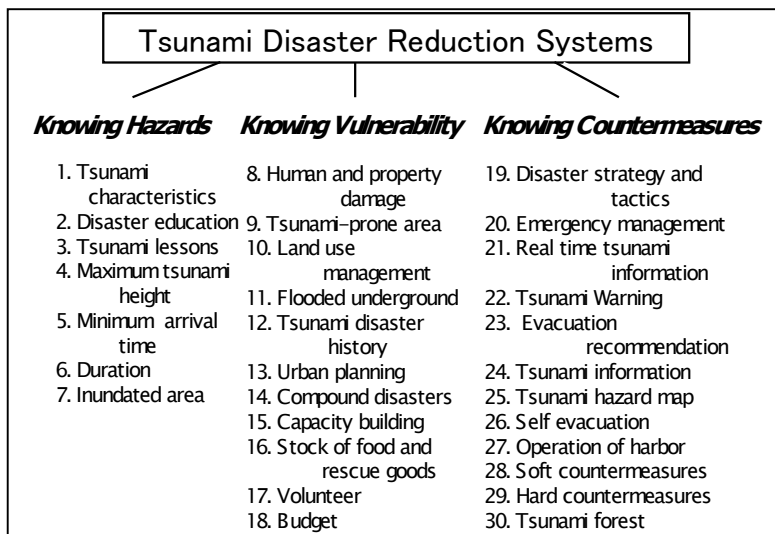 Tsunami Disaster Reduction Systems
Knowing Hazards
1. Tsunami
characteristics
2. Disaster education
3. Tsunami lessons
4. Maximum tsunami
height
5. Minimum arrival
time
6. Duration
7. Inundated area
Knowing Vulnerability
8. Human and property
damage
9. Tsunami-prone area
10. Land use
management
11. Flooded underground
12. Tsunami disaster
history
13. Urban planning
14. Compound disasters
15. Capacity building
16. Stock of food and
rescue goods
17. Volunteer
18. Budget
Knowing Countermeasures
19. Disaster strategy and
tactics
20. Emergency management
21. Real time tsunami
information
22. Tsunami Warning
23. Evacuation
recommendation
24. Tsunami information
25. Tsunami hazard map
26. Self evacuation
27. Operation of harbor
28. Soft countermeasures
29. Hard countermeasures
30. Tsunami forest